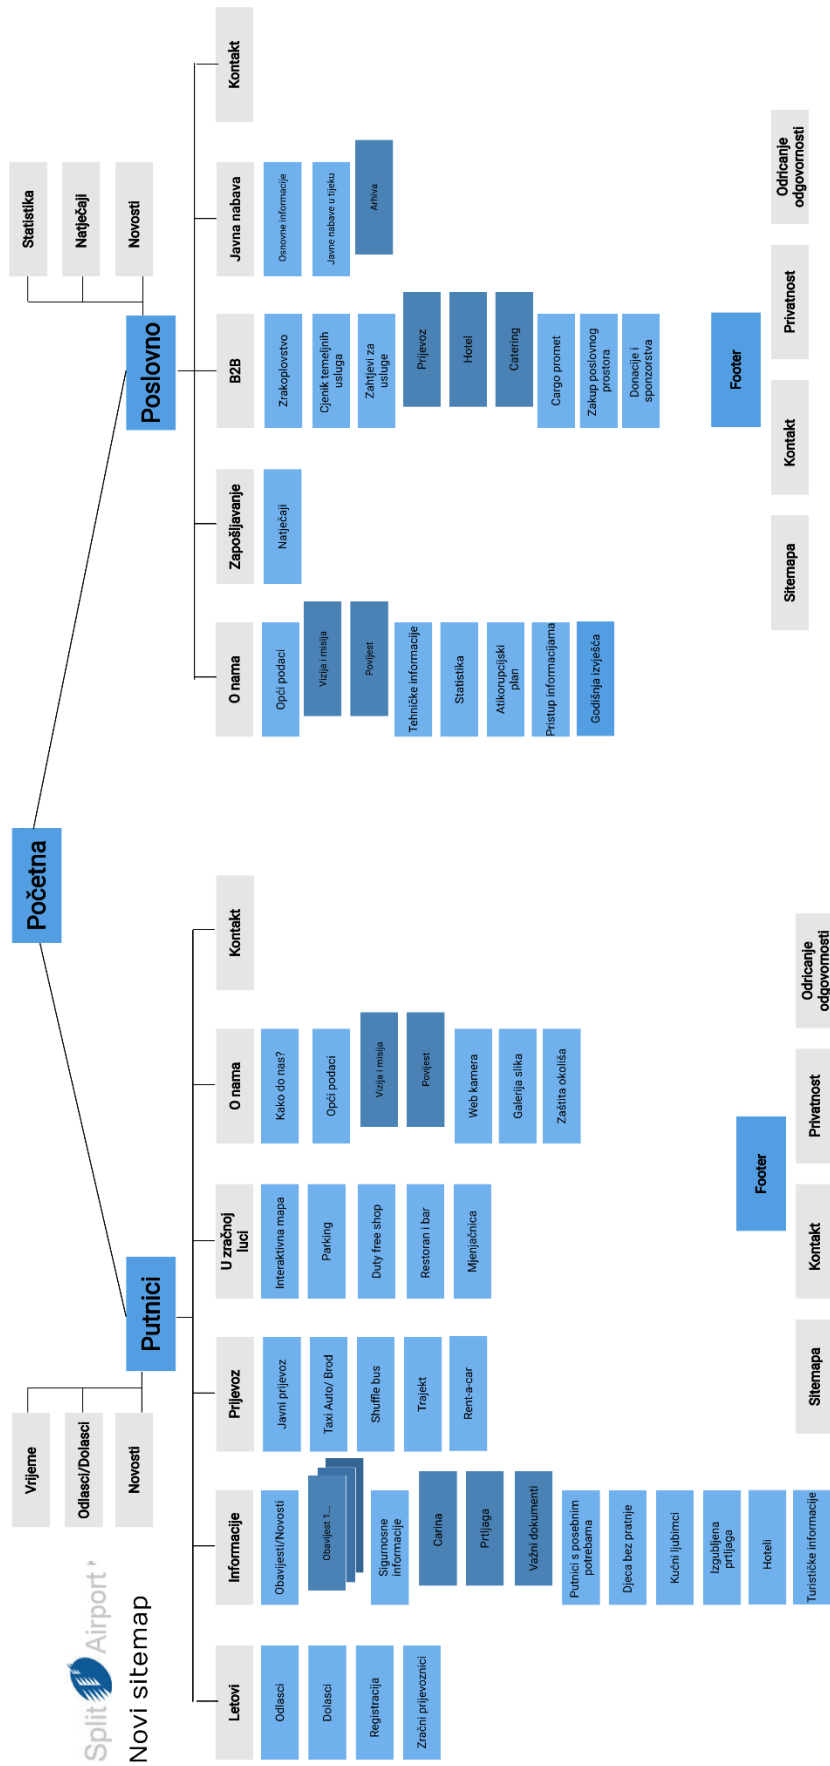 Split Airport
Novi sitemap
Početna
Vrijeme
Odlasci/Dolasci
Novosti
Putnici
Letovi
Odlasci
Dolasci
Registracija
Zračni prijevoznici
Informacije
Obavijesti/Novosti
Obavijest 1...
Sigurnosne
informacije
Carina
Prtljaga
Važni dokumenti
Putnici s posebnim
potrebama
Djeca bez pratnje
Kućni ljubimci
Izgubljena
prtljaga
Hoteli
Turističke informacije
Prijevoz
Javni prijevoz
Taxi Auto/ Brod
Shuffle bus
Trajekt
Rent-a-car
U zračnoj
luci
Interaktivna mapa
Parking
Duty free shop
Restoran i bar
Mjenjačnica
O nama
Kako do nas?
Opći podaci
Vizija i misija
Povijest
Web kamera
Galerija slika
Zaštita okoliša
Kontakt
Footer
Sitemapa
Kontakt
Privatnost
Odricanje
odgovornosti
Poslovno
Statistika
Natječaji
Novosti
O nama
Opći podaci
Vizija i misija
Povijest
Tehničke informacije
Statistika
Atikorupcijski
plan
Pristup informacijama
Godišnja izvješća
Zapošljavanje
Natječaji
B2B
Zrakoplovstvo
Cjenik temeljnih
usluga
Zahtjevi za
usluge
Prijevoz
Hotel
Catering
Cargo promet
Zakup poslovnog
prostora
Donacije i
sponzorstva
Javna nabava
Osnovne informacije
Javne nabave u tijeku
Arhiva
Kontakt
Footer
Sitemapa
Kontakt
Privatnost
Odricanje
odgovornosti